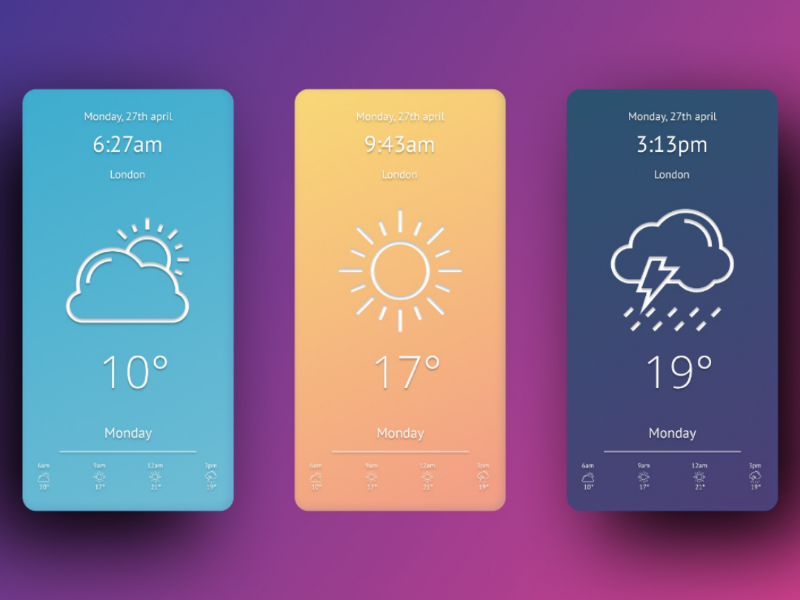 Monday, 27th april
6:27am
London
10°
Monday
6am 9am 12am 3pm
10° 17° 21° 19°
Monday, 27th april
9:43am
London
17°
Monday
6am 9am 12am 3pm
10° 17° 21° 19°
Monday, 27th april
3:13pm
London
19°
Monday
6am 9am 12am 3pm
10° 17° 21° 19°